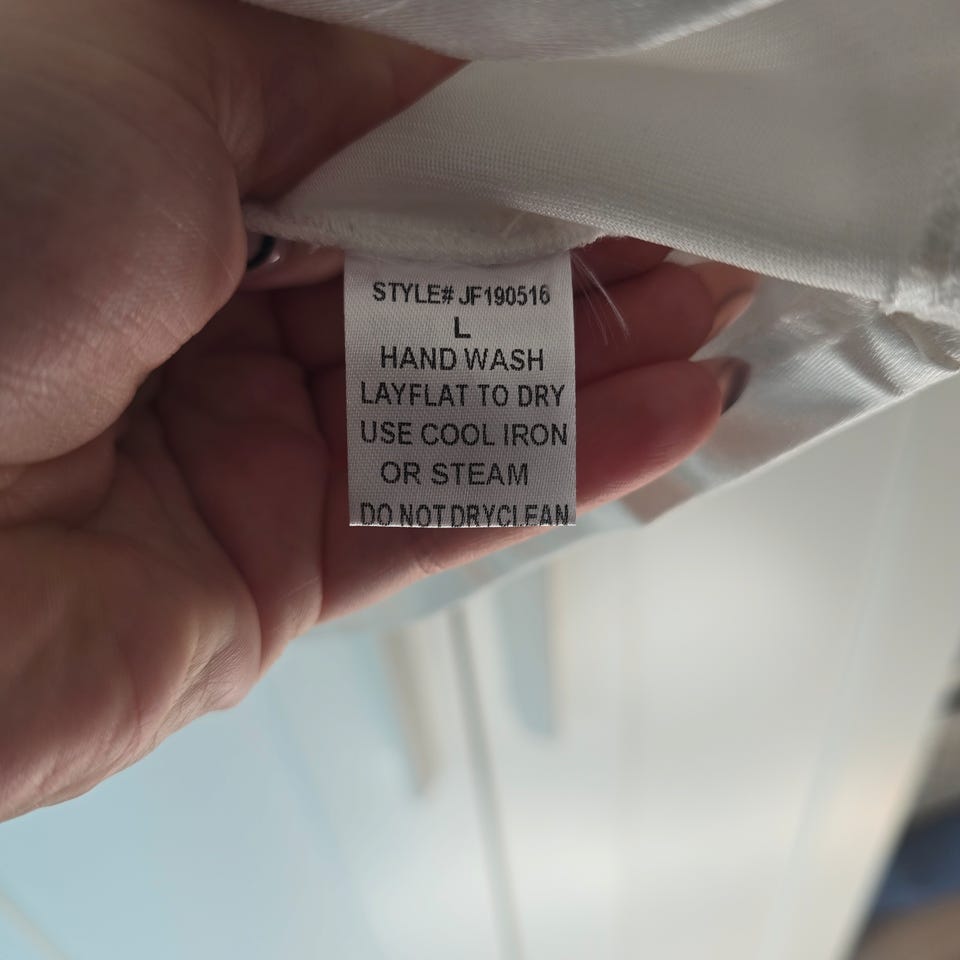 STYLE# JF190516
L
HAND WASH
LAYFLAT TO DRY
USE COOL IRON
OR STEAM
DO NOT DRYCLEAN